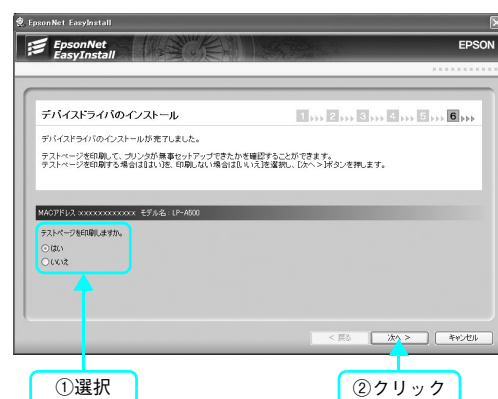 EpsonNet EasyInstall
EpsonNet
EasyInstall
EPSON
デバイスドライバのインストール
1 2 3 4 5 6
デバイスドライバのインストールが完了しました。
テストページを印刷して、プリンタが無事セットアップできたかを確認することができます。
テストページを印刷する場合は[はい]を、印刷しない場合は[いいえ]を選択し、[次へ >]ボタンを押します。
MACアドレス:xxxxxxxxxxxx モデル名:LP-A500
テストページを印刷しますか。
はい
いいえ
< 戻る 次へ > キャンセル
①選択
②クリック